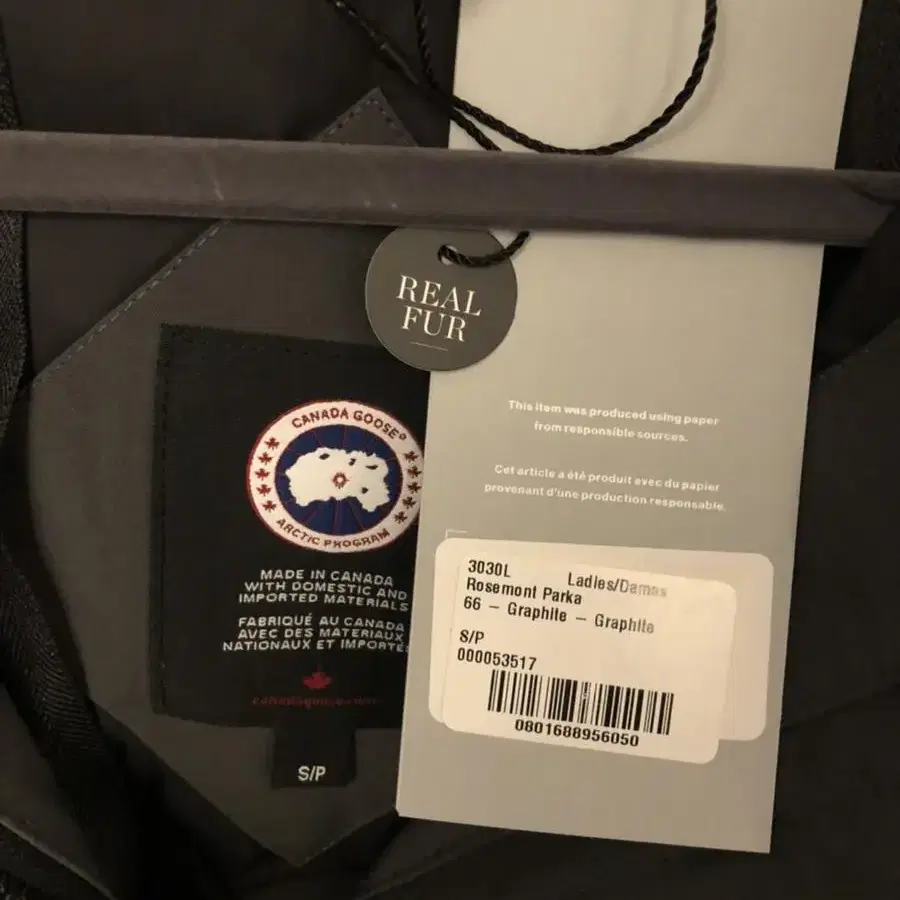 REAL
FUR
CANADA GOOSE®
ARCTIC PROGRAM
MADE IN CANADA
WITH DOMESTIC AND
IMPORTED MATERIALS
FABRIQUÉ AU CANADA
AVEC DES MATERIAUX
NATIONAUX ET
S/P
This item was produced using paper
from responsible sources.
Cet article a été produit avec du papier
provenant d'une production responsable.
3030L Ladies/Dames
Rosemont Parka
66 – Graphite – Graphite
S/P
000053517
0801688956050